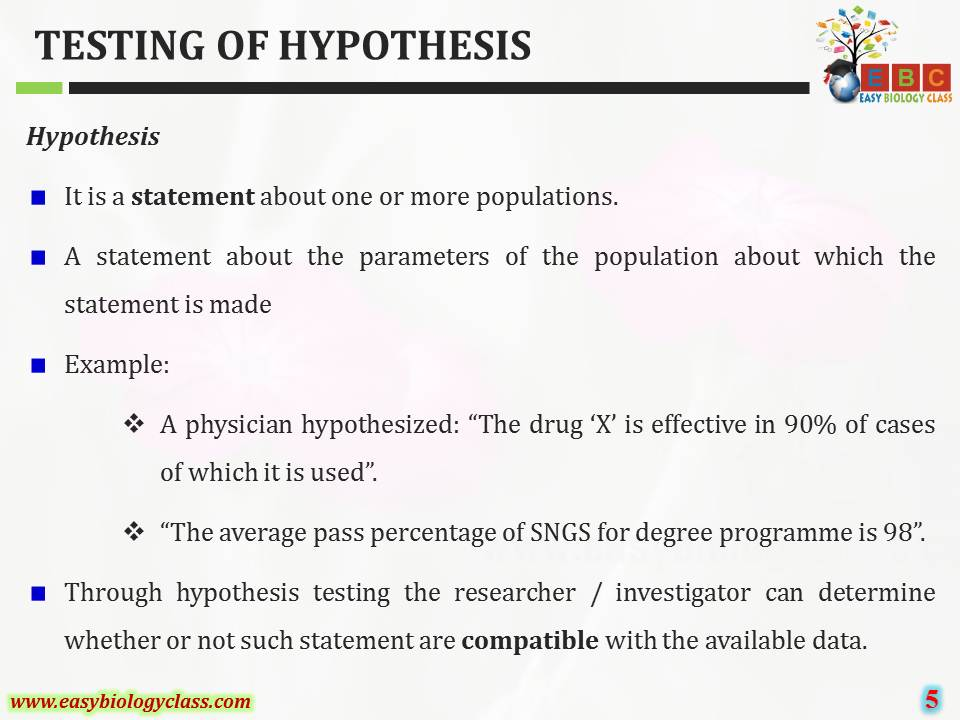 TESTING OF HYPOTHESIS
E B C
EASY BIOLOGY CLASS
Hypothesis
It is a statement about one or more populations.
A statement about the parameters of the population about which the
statement is made
Example:
A physician hypothesized: “The drug ‘X’ is effective in 90% of cases
of which it is used”.
“The average pass percentage of SNGS for degree programme is 98”.
Through hypothesis testing the researcher / investigator can determine
whether or not such statement are compatible with the available data.
www.easybiologyclass.com
5